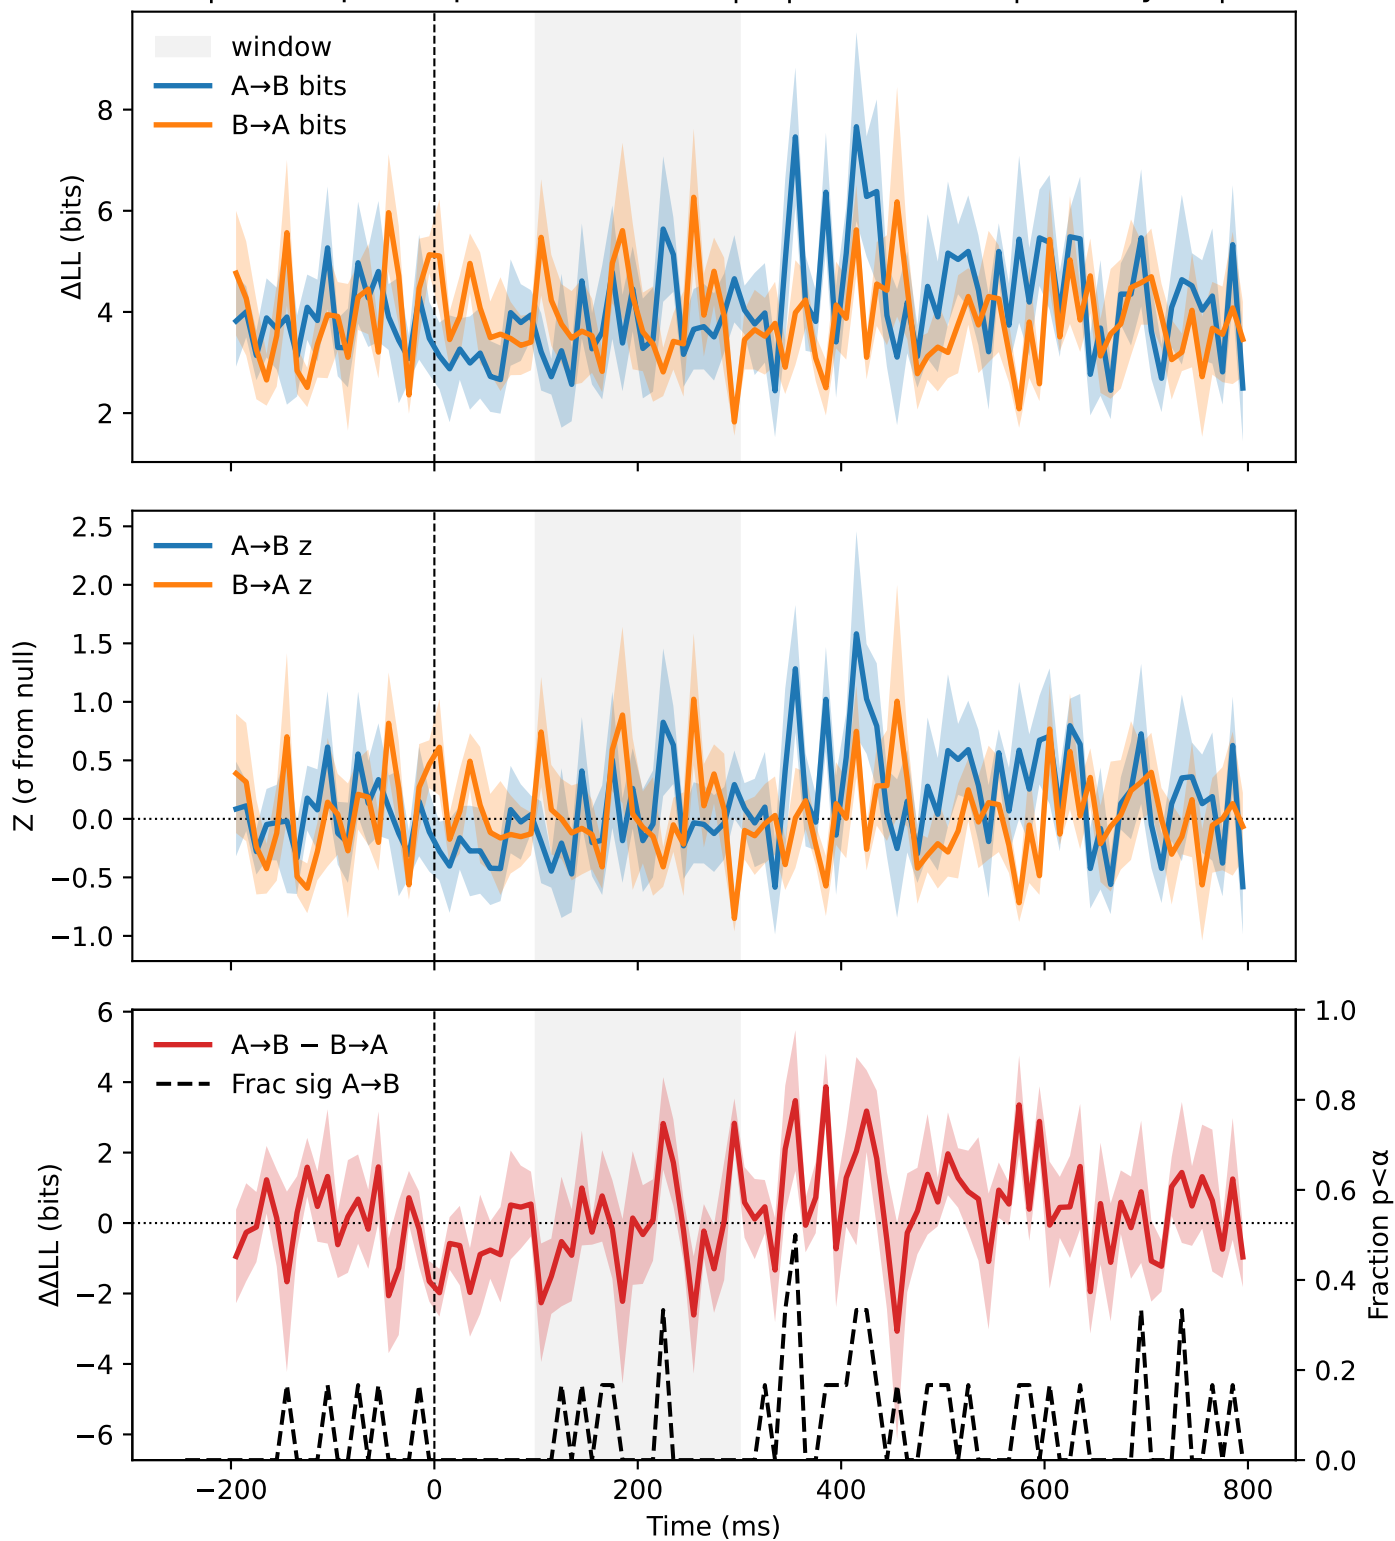 window
A→B bits
B→A bits
ΔLL (bits)
8
6
4
2
A→B z
B→A z
Z (σ from null)
2.5
2.0
1.5
1.0
0.5
0.0
−0.5
−1.0
A→B − B→A
Frac sig A→B
ΔΔLL (bits)
6
4
2
0
−2
−4
−6
1.0
0.8
0.6
0.4
0.2
0.0
Fraction p<α
−200
0
200
400
600
800
Time (ms)